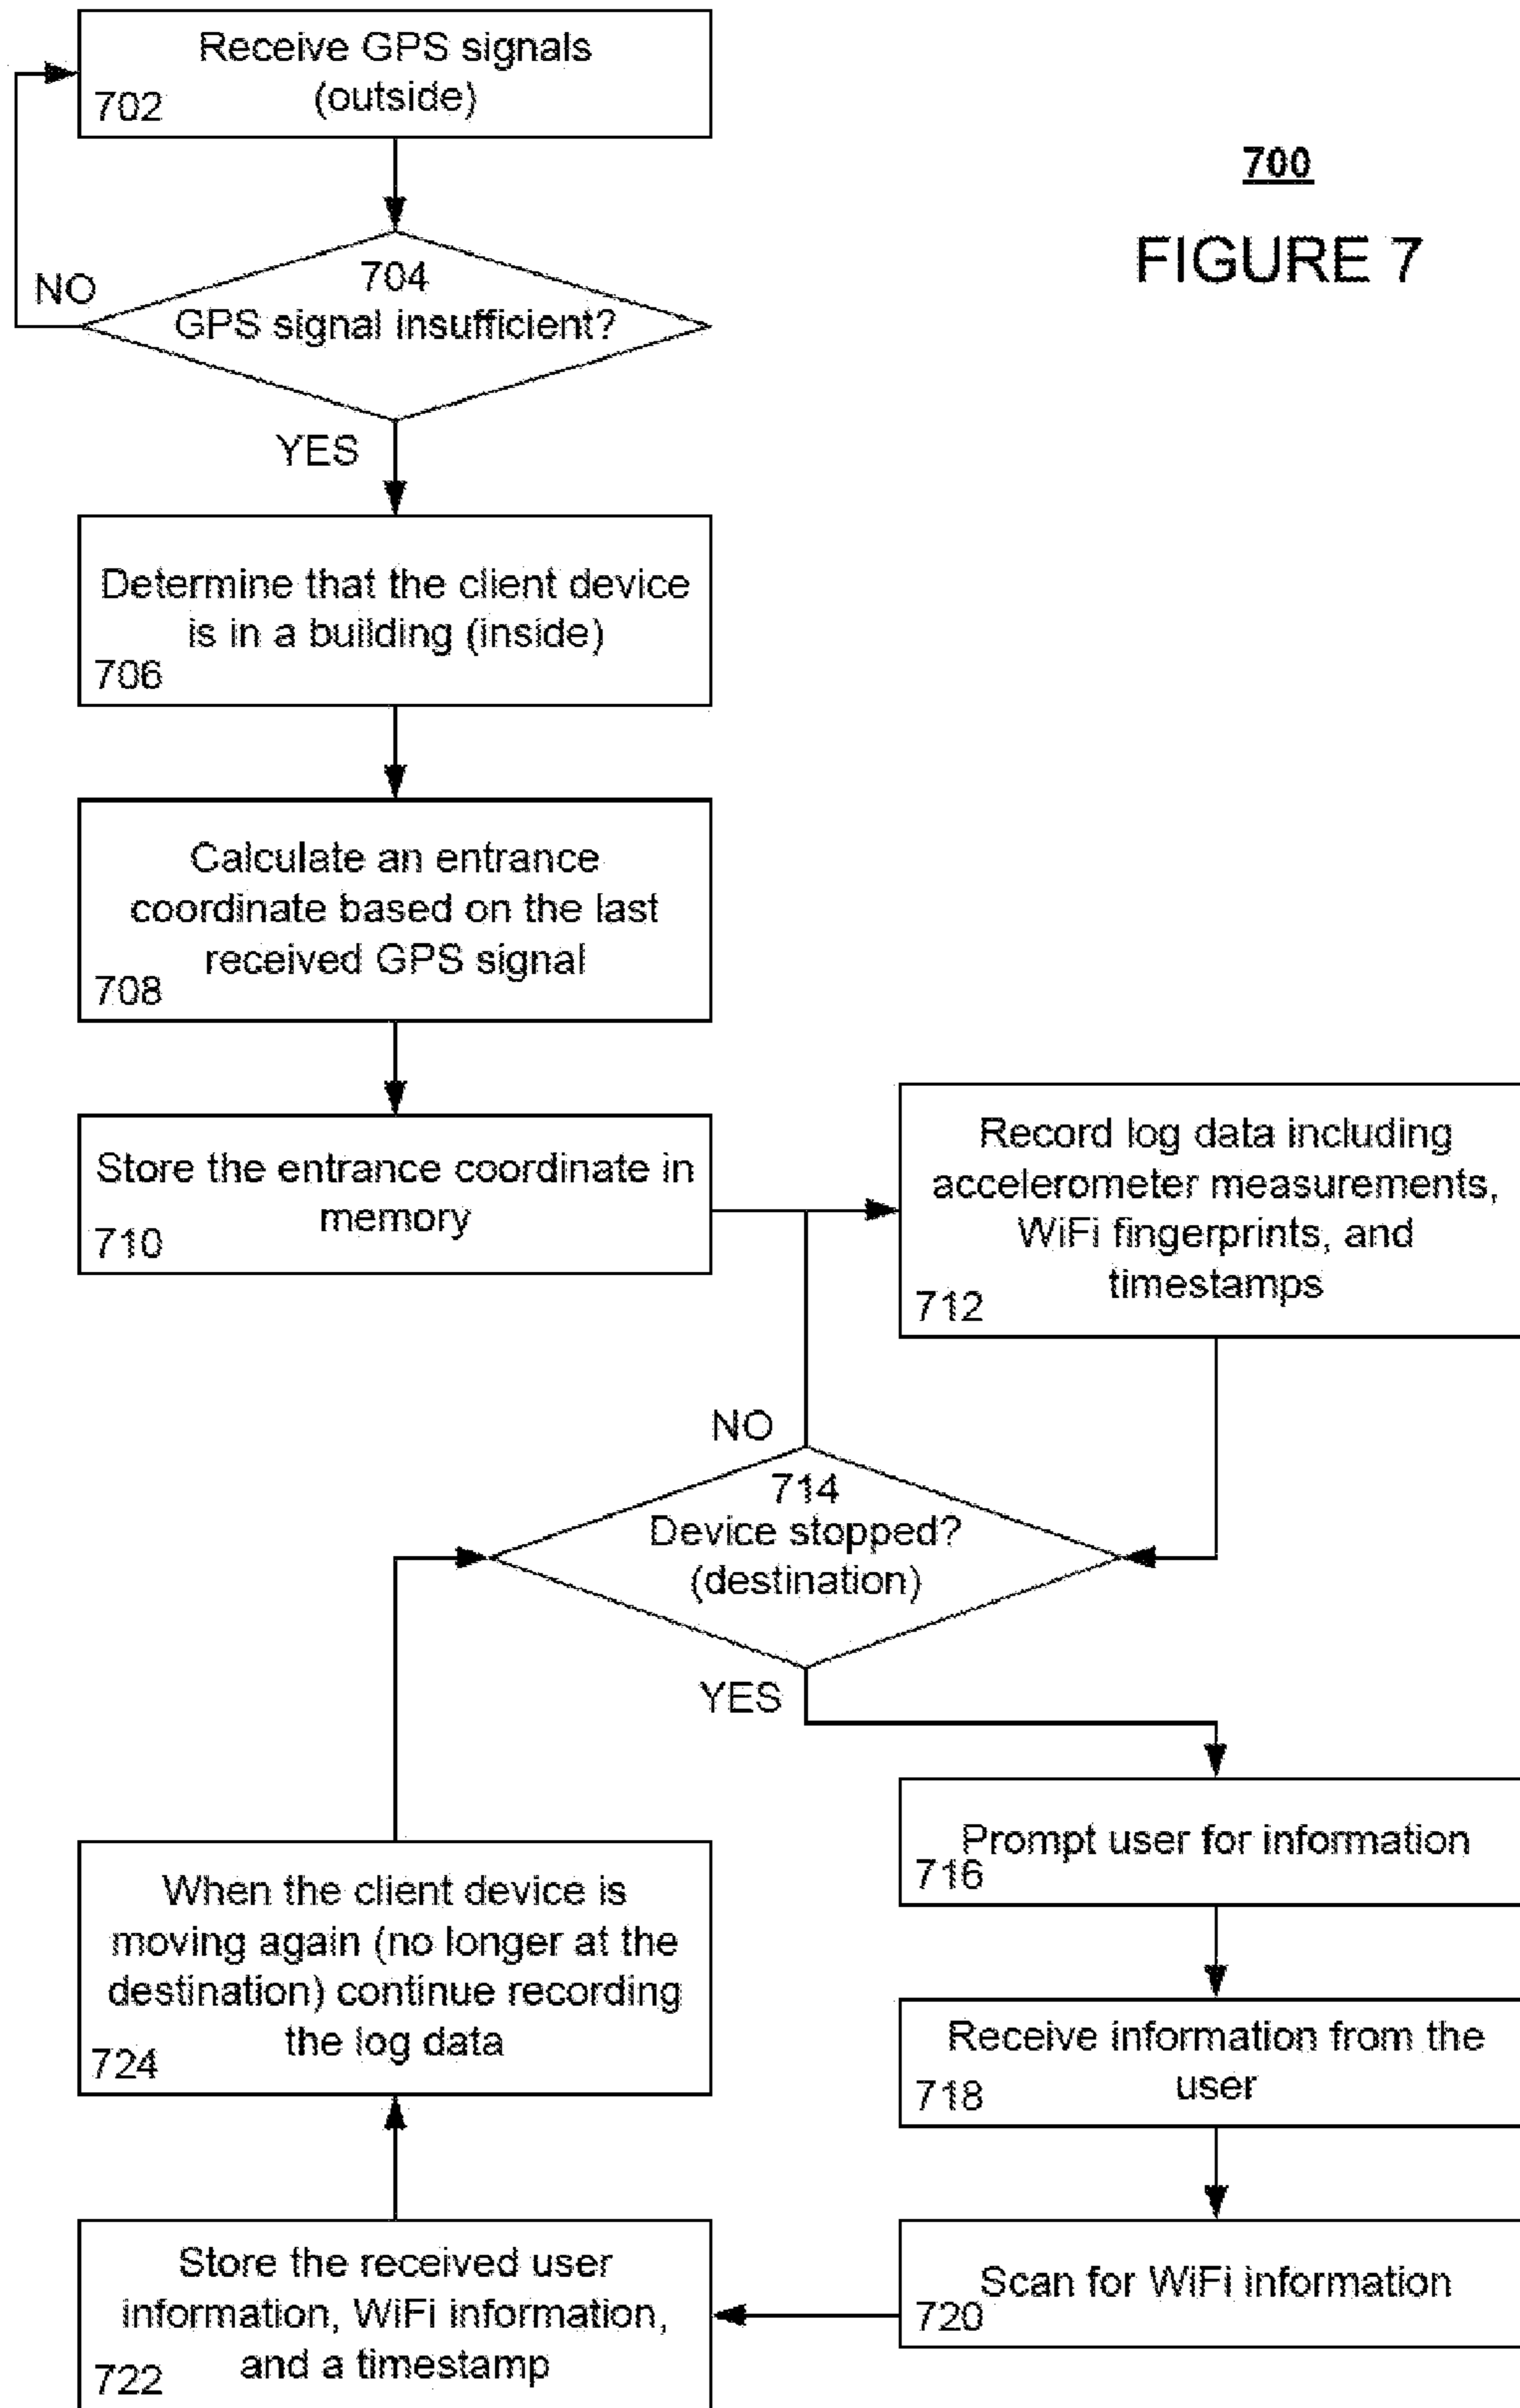 Receive GPS signals
(outside)
702
700
FIGURE 7
704
GPS signal insufficient?
NO
YES
Determine that the client device
is in a building (inside)
706
Calculate an entrance
coordinate based on the last
received GPS signal
708
Store the entrance coordinate in
memory
710
Record log data including
accelerometer measurements,
WiFi fingerprints, and
timestamps
712
NO
714
Device stopped?
(destination)
YES
Prompt user for information
716
Receive information from the
user
718
Scan for WiFi information
720
Store the received user
information, WiFi information,
and a timestamp
722
When the client device is
moving again (no longer at the
destination) continue recording
the log data
724